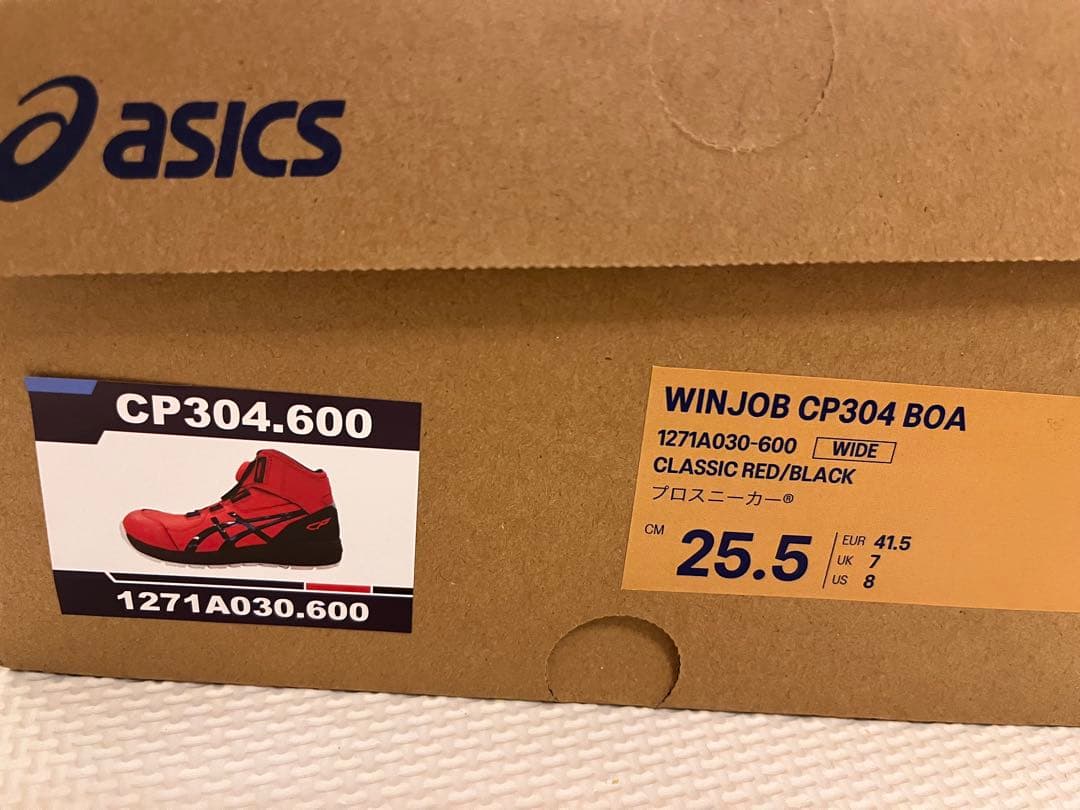 asics
CP304.600
1271A030.600
WINJOB CP304 BOA
1271A030-600 WIDE
CLASSIC RED/BLACK
プロスニーカー®
CM 25.5
EUR 41.5
UK 7
US 8